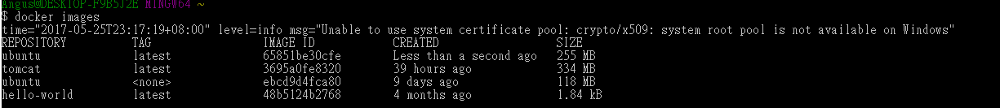 Angus@DESKTOP-F9B5J2E MINGW64 ~
$ docker images
time="2017-05-25T23:17:19+08:00" level=info msg="Unable to use system certificate pool: crypto/x509: system root pool is not available on Windows"
REPOSITORY TAG IMAGE ID CREATED SIZE
ubuntu latest 65851be30cfe Less than a second ago 255 MB
tomcat latest 3695a0fe8320 39 hours ago 334 MB
ubuntu <none> ebcd9d4fca80 9 days ago 118 MB
hello-world latest 48b5124b2768 4 months ago 1.84 kB